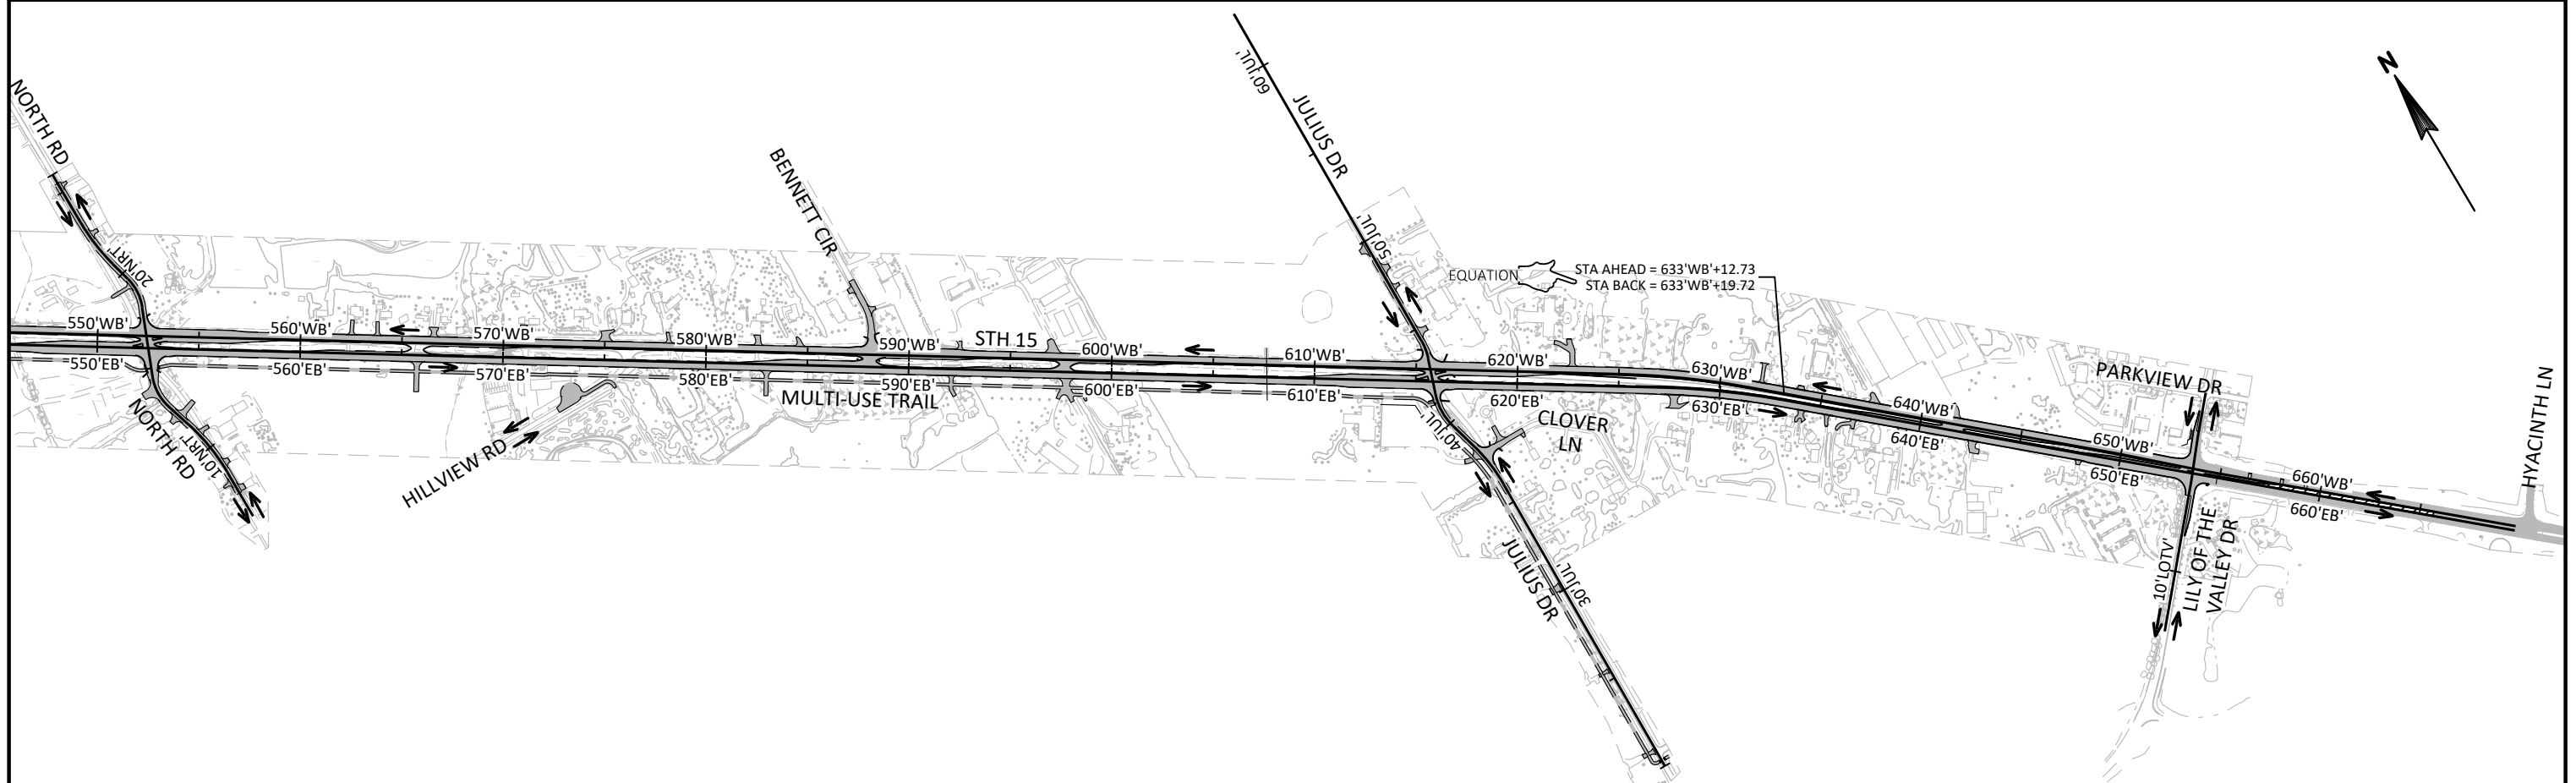 NORTH RD
20'NRT'
550'WB'
560'WB'
570'WB'
580'WB'
590'WB'
600'WB'
610'WB'
620'WB'
630'WB'
640'WB'
650'WB'
660'WB'
550'EB'
560'EB'
570'EB'
580'EB'
590'EB'
600'EB'
610'EB'
620'EB'
630'EB'
640'EB'
650'EB'
660'EB'
BENNETT CIR
STH 15
MULTI-USE TRAIL
NORTH RD
10'NRT'
HILLVIEW RD
60'JUL'
JULIUS DR
50'JUL'
EQUATION
STA AHEAD = 633'WB'+12.73
STA BACK = 633'WB'+19.72
40'JUL'
CLOVER
LN
30'JUL'
JULIUS DR
PARKVIEW DR
10'LOTV'
LILY OF THE
VALLEY DR
HYACINTH LN
N